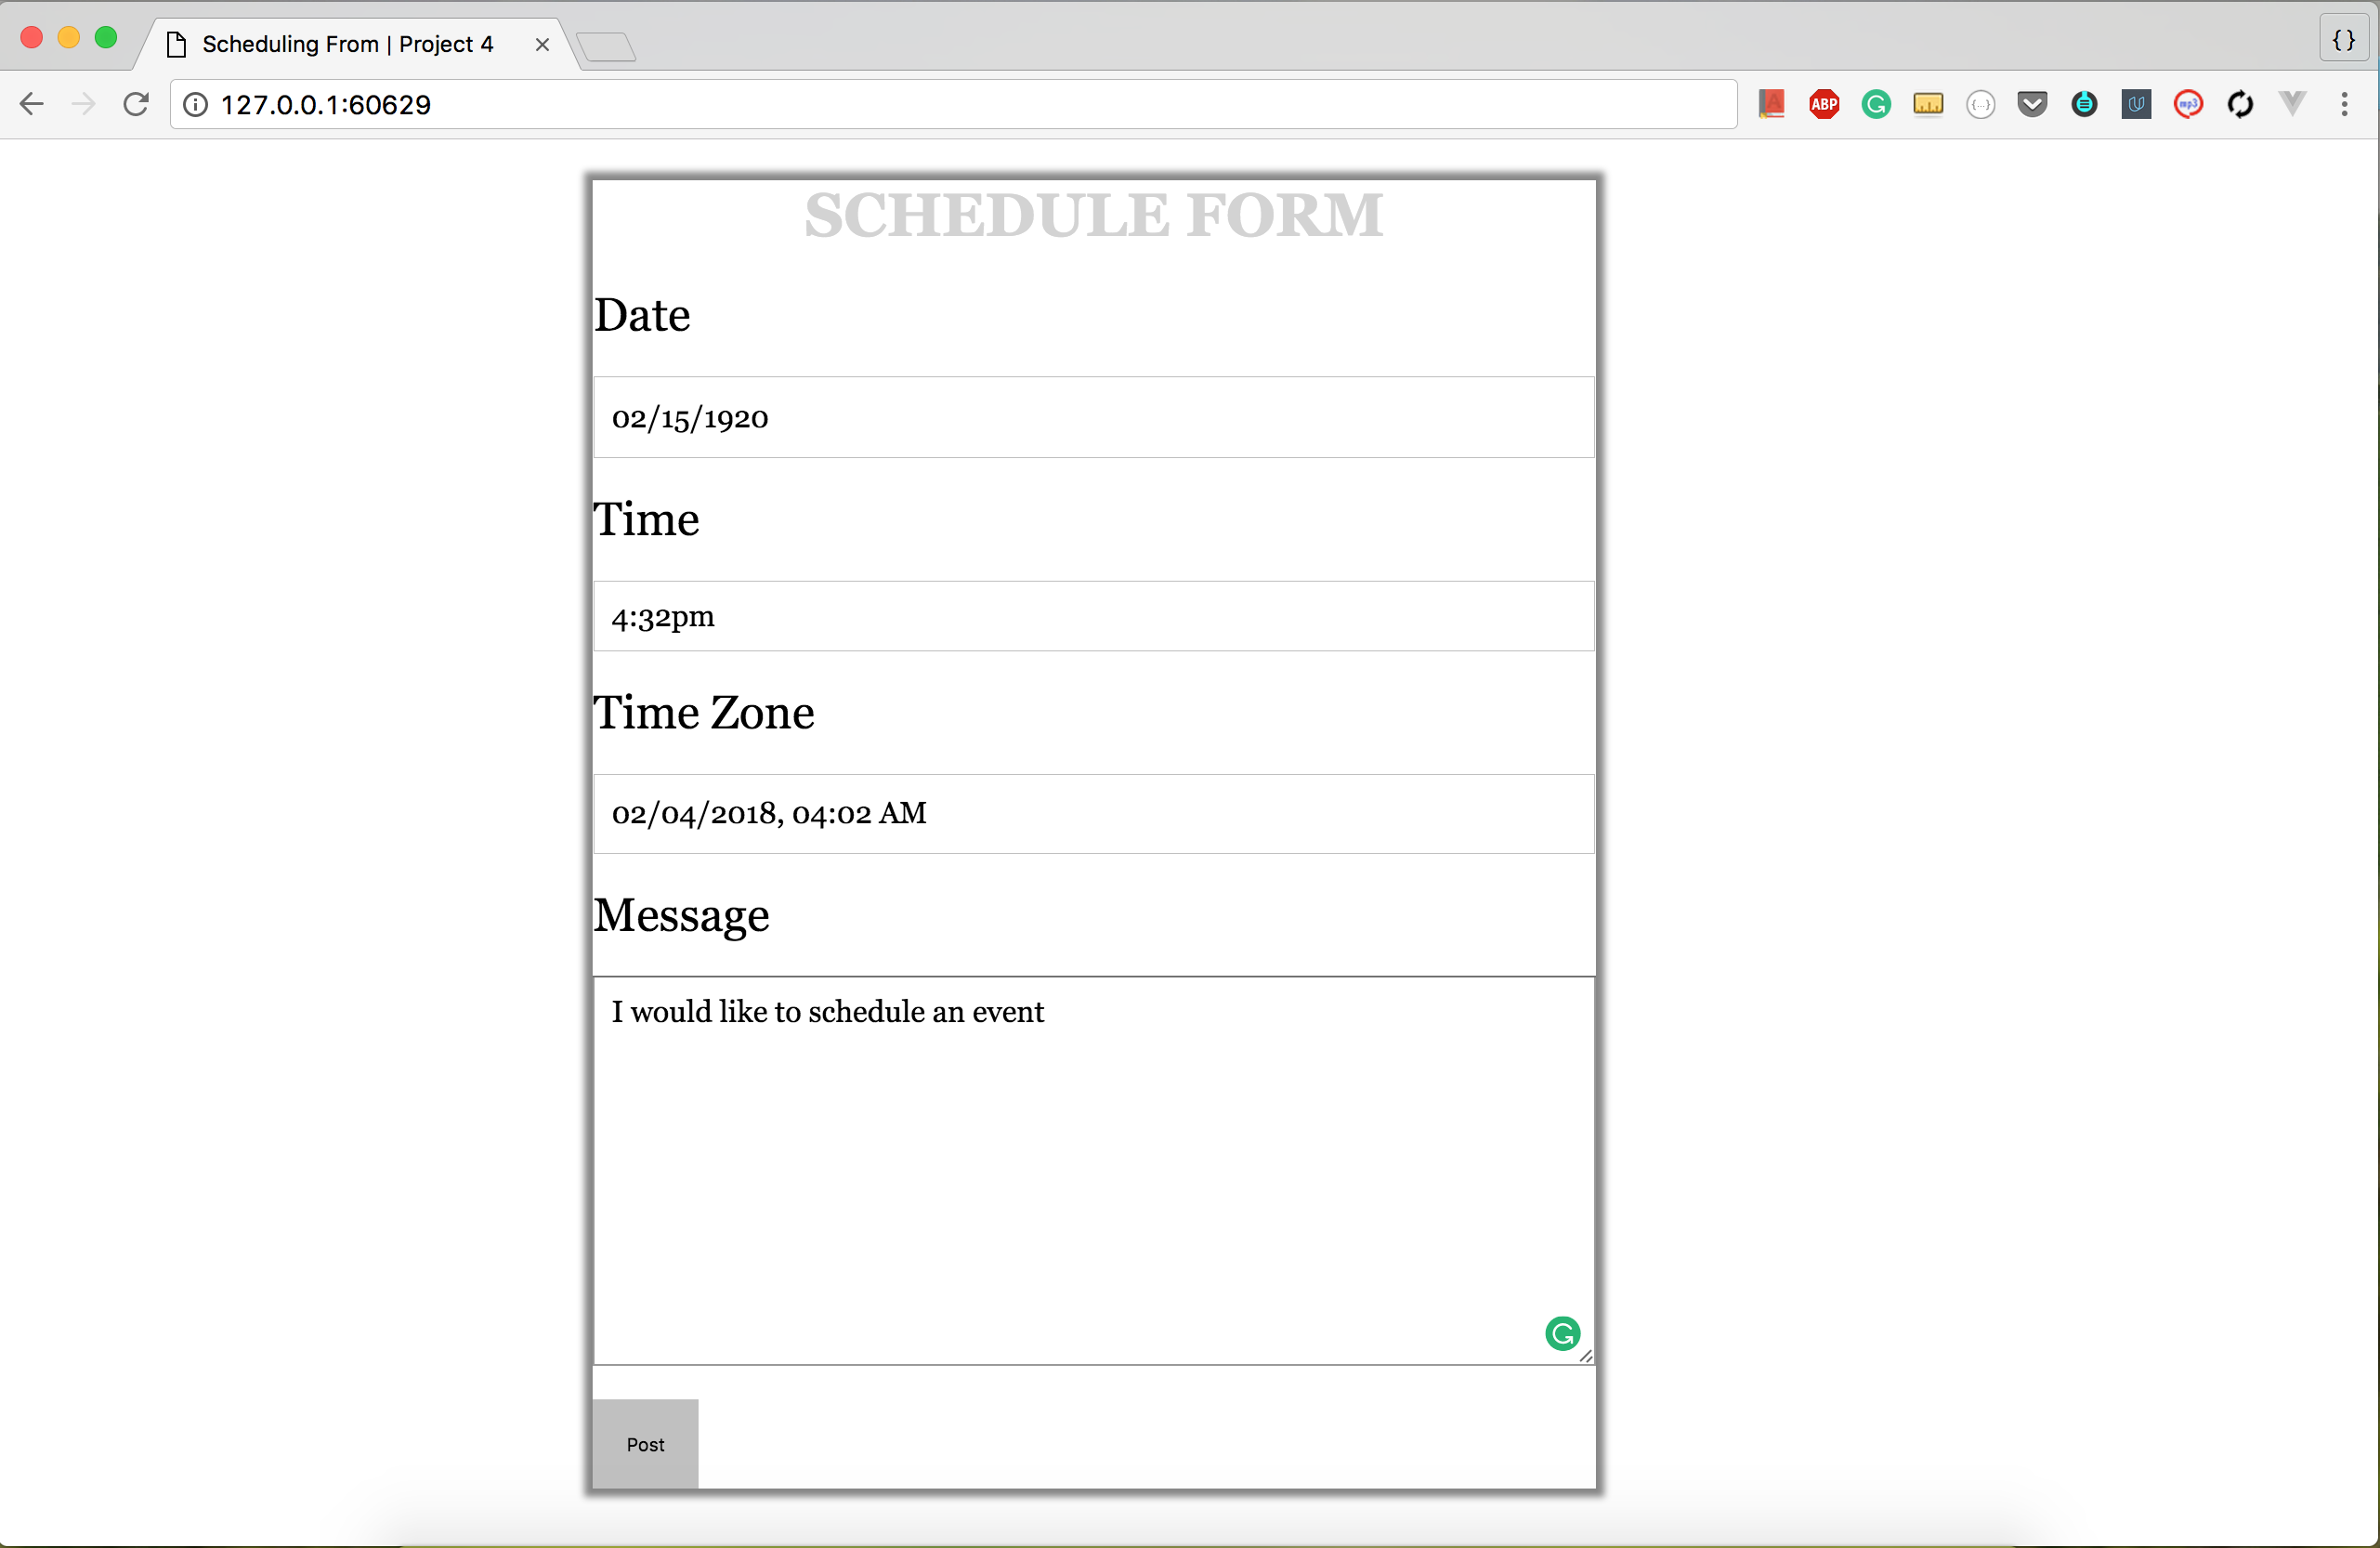 Scheduling From | Project 4
{ }
127.0.0.1:60629
ABP
{...}
mp3
SCHEDULE FORM
Date
02/15/1920
Time
4:32pm
Time Zone
02/04/2018, 04:02 AM
Message
I would like to schedule an event
Post